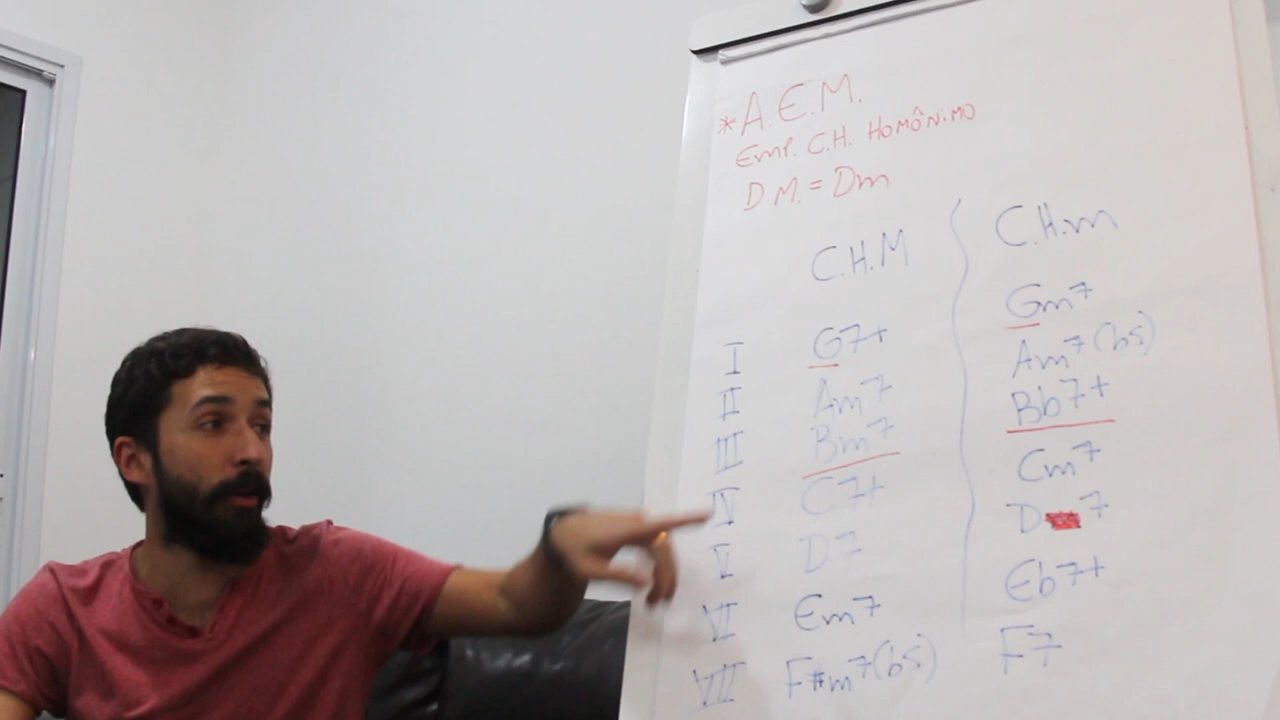 *A.E.M.
Emp. C.H. HOMÔNIMO
D M. = Dm
C.H.M C.H.m
I G7+ Gm7
II Am7 Am7(b5)
III Bm7 Bb7+
IV C7+ Cm7
V D7 D 7
VI Em7 Eb7+
VII F#m7(b5) F7